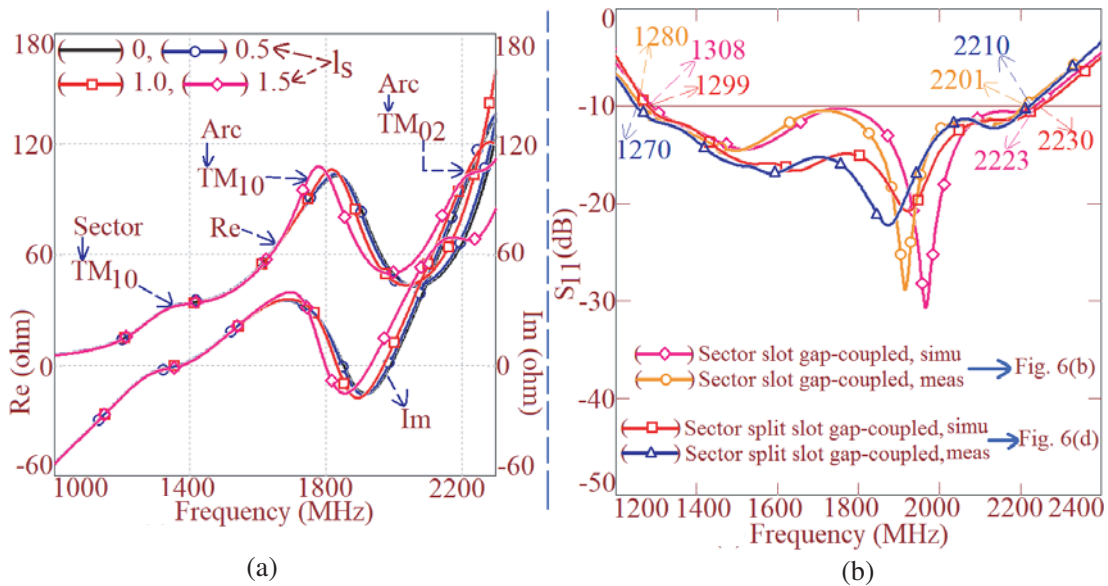 180
(—) 0, (—) 0.5
(—) 1.0, (—) 1.5
ls
180
Arc
TM02
120
Arc
TM10
120
Sector
TM10
Re
60
60
0
0
Im
-60
-60
Re (ohm)
Im (ohm)
1000 1400 1800 2200
Frequency (MHz)
(a)
0
1280
1308
1299
1270
2210
2201
2230
2223
-10
-20
-30
-40
-50
S11(dB)
(—) Sector slot gap-coupled, simu
(—) Sector slot gap-coupled, meas
Fig. 6(b)
(—) Sector split slot gap-coupled, simu
(—) Sector split slot gap-coupled, meas
Fig. 6(d)
1200 1400 1600 1800 2000 2200 2400
Frequency (MHz)
(b)